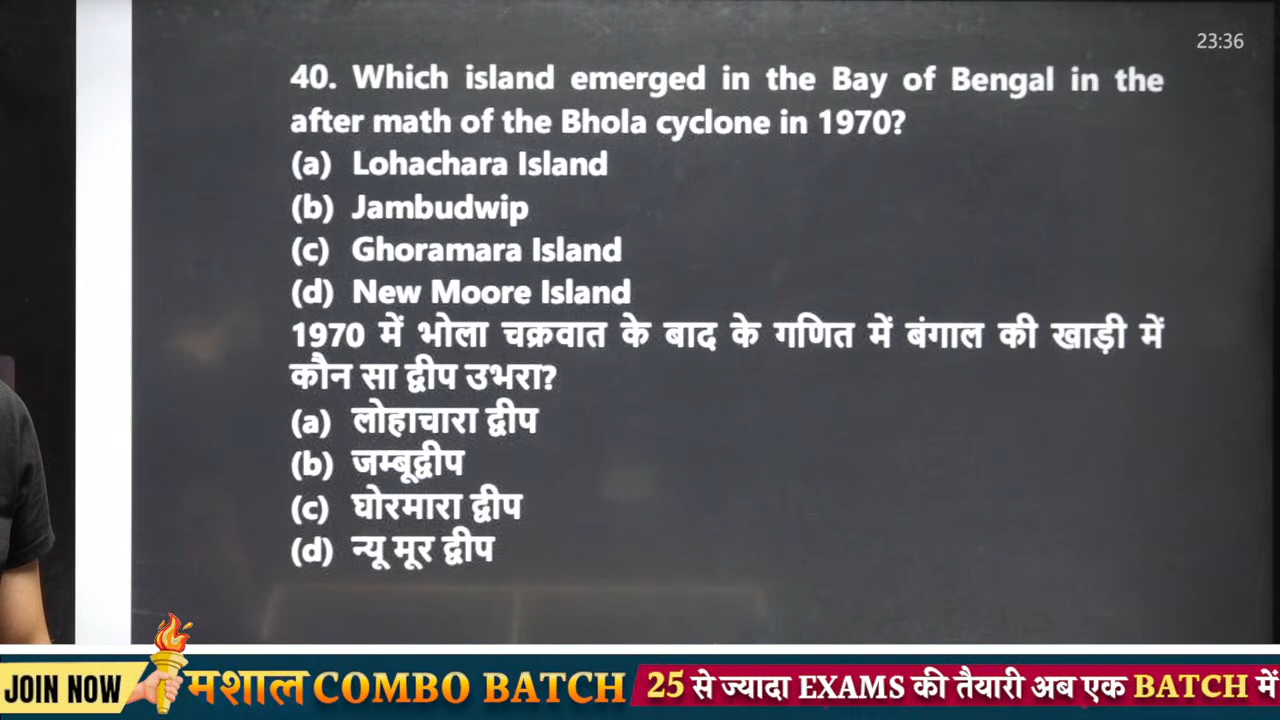 23:36
40. Which island emerged in the Bay of Bengal in the
after math of the Bhola cyclone in 1970?
(a) Lohachara Island
(b) Jambudwip
(c) Ghoramara Island
(d) New Moore Island
1970 में भोला चक्रवात के बाद के गणित में बंगाल की खाड़ी में
कौन सा द्वीप उभरा?
(a) लोहाचारा द्वीप
(b) जम्बूद्वीप
(c) घोरमारा द्वीप
(d) न्यू मूर द्वीप
JOIN NOW मशाल COMBO BATCH 25 से ज्यादा EXAMS की तैयारी अब एक BATCH में